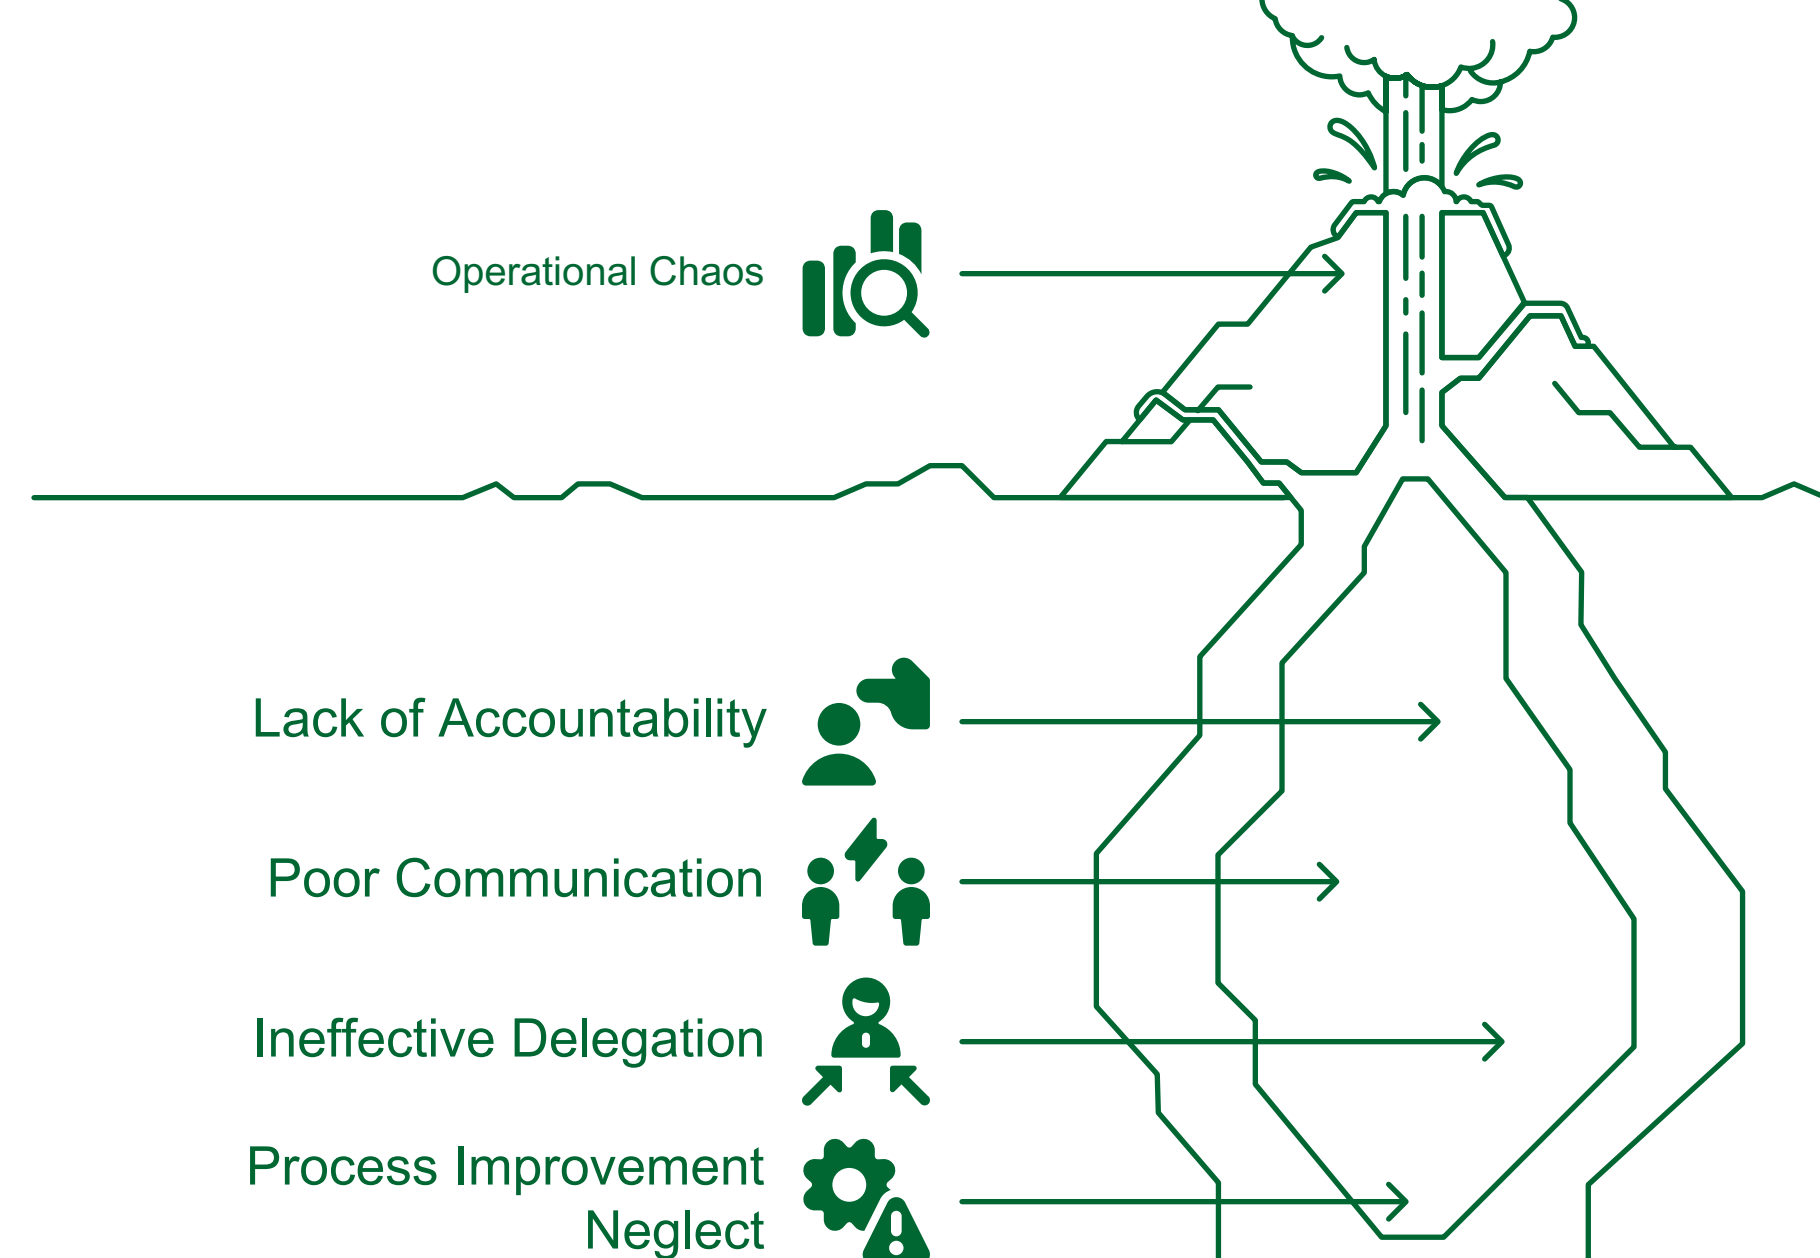 Operational Chaos
Lack of Accountability
Poor Communication
Ineffective Delegation
Process Improvement
Neglect